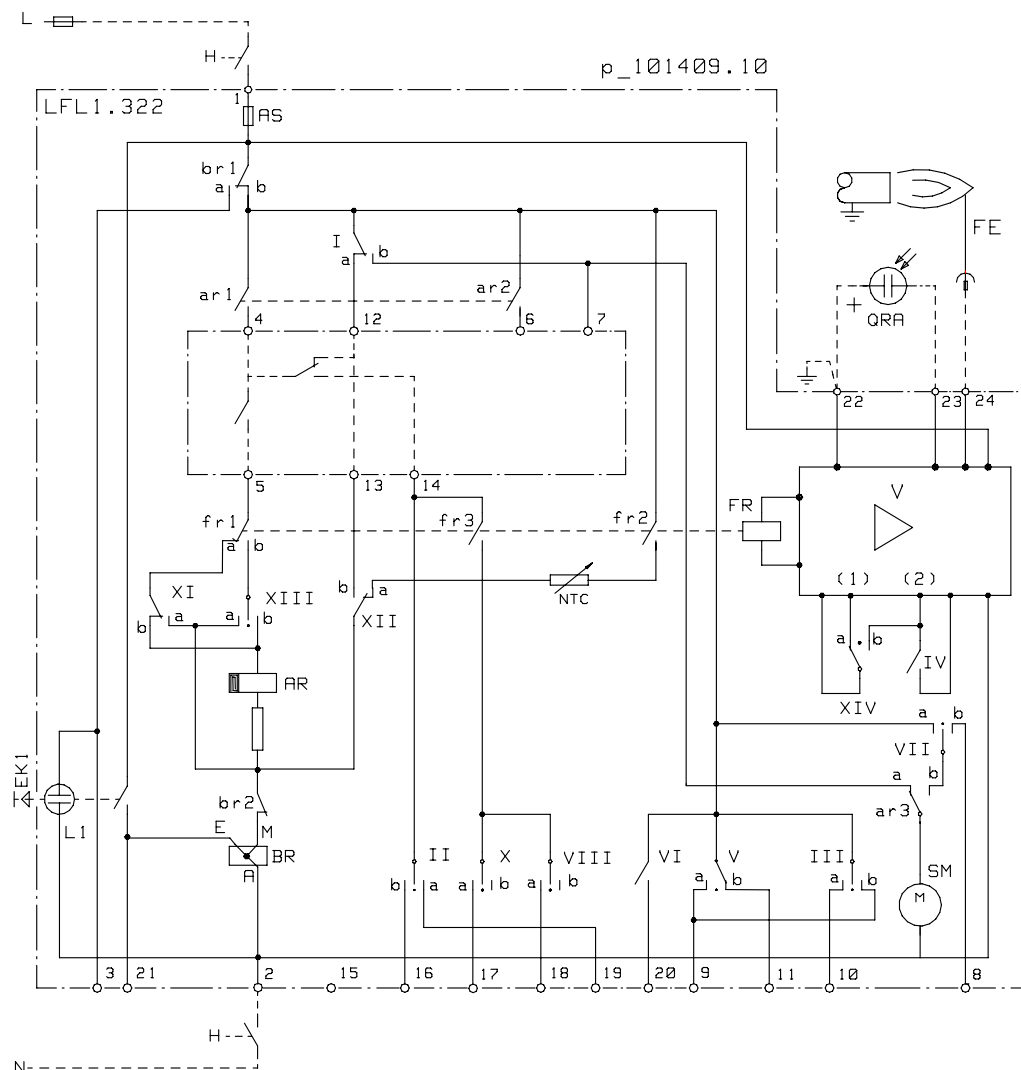 L
H
p_101409.10
LFL1.322
1
AS
br1
a b
FE
I
a b
ar1
ar2
+
QRA
4 12 6 7
22 23 24
5 13 14
V
FR
fr1
fr3
fr2
a b
b a
(1) (2)
XI
XIII
NTC
b a a b
XII
a b
IV
AR
XIV
a b
VII
EK1
a b
br2
ar3
L1
E M
BR
A
II X VIII VI V III SM
b a a b a b a b a b
M
3 21 2 15 16 17 18 19 20 9 11 10 8
H
N